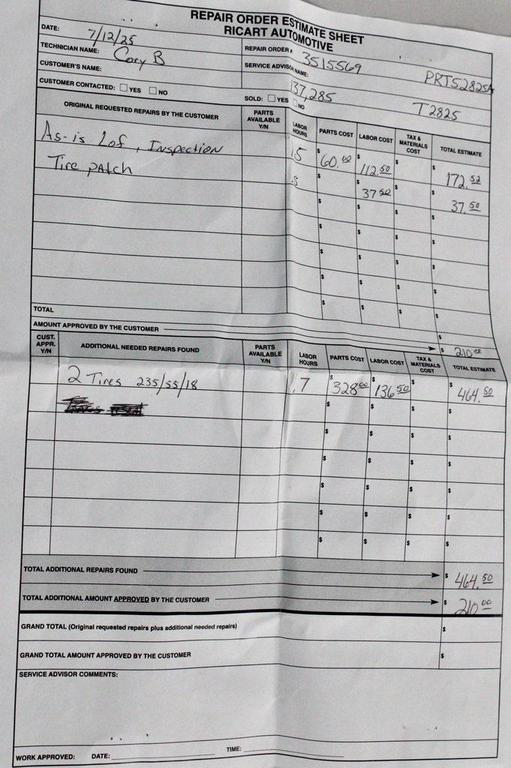 REPAIR ORDER ESTIMATE SHEET
RICART AUTOMOTIVE
DATE: 7/12/25
REPAIR ORDER # 3515569 PRT52825A
TECHNICIAN NAME: Cory B
SERVICE ADVISOR NAME:
CUSTOMER'S NAME:
137,285 T2825
CUSTOMER CONTACTED: YES NO
SOLD: YES NO
ORIGINAL REQUESTED REPAIRS BY THE CUSTOMER PARTS AVAILABLE Y/N LABOR HOURS PARTS COST LABOR COST TAX & MATERIALS COST TOTAL ESTIMATE
As-is Lof, Inspection 1.5 $ 60.00 $ 112.50 $ $ 172.52
Tire patch .5 $ $ 37.50 $ $ 37.50
TOTAL
AMOUNT APPROVED BY THE CUSTOMER $ 210.00
CUST. APPR. Y/N ADDITIONAL NEEDED REPAIRS FOUND PARTS AVAILABLE Y/N LABOR HOURS PARTS COST LABOR COST TAX & MATERIALS COST TOTAL ESTIMATE
2 Tires 235/55/18 1.7 $ 328.00 $ 136.50 $ $ 464.50
TOTAL ADDITIONAL REPAIRS FOUND $ 464.50
TOTAL ADDITIONAL AMOUNT APPROVED BY THE CUSTOMER $ 210.00
GRAND TOTAL (Original requested repairs plus additional needed repairs) $
GRAND TOTAL AMOUNT APPROVED BY THE CUSTOMER $
SERVICE ADVISOR COMMENTS:
WORK APPROVED: DATE: TIME: